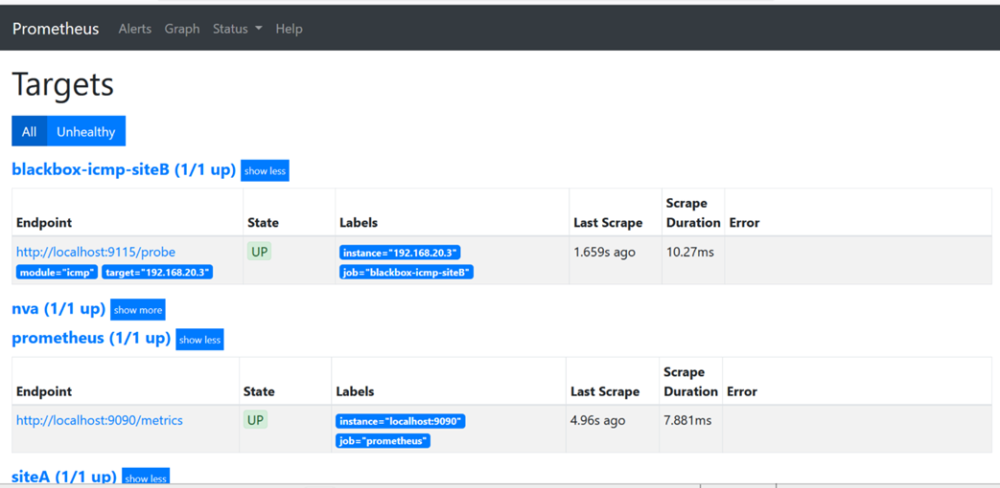 Prometheus Alerts Graph Status Help
Targets
All Unhealthy
blackbox-icmp-siteB (1/1 up) show less
Endpoint State Labels Last Scrape Scrape Duration Error
http://localhost:9115/probe UP instance="192.168.20.3" 1.659s ago 10.27ms
module="icmp" target="192.168.20.3" job="blackbox-icmp-siteB"
nva (1/1 up) show more
prometheus (1/1 up) show less
Endpoint State Labels Last Scrape Scrape Duration Error
http://localhost:9090/metrics UP instance="localhost:9090" 4.96s ago 7.881ms
job="prometheus"
siteA (1/1 up) show less